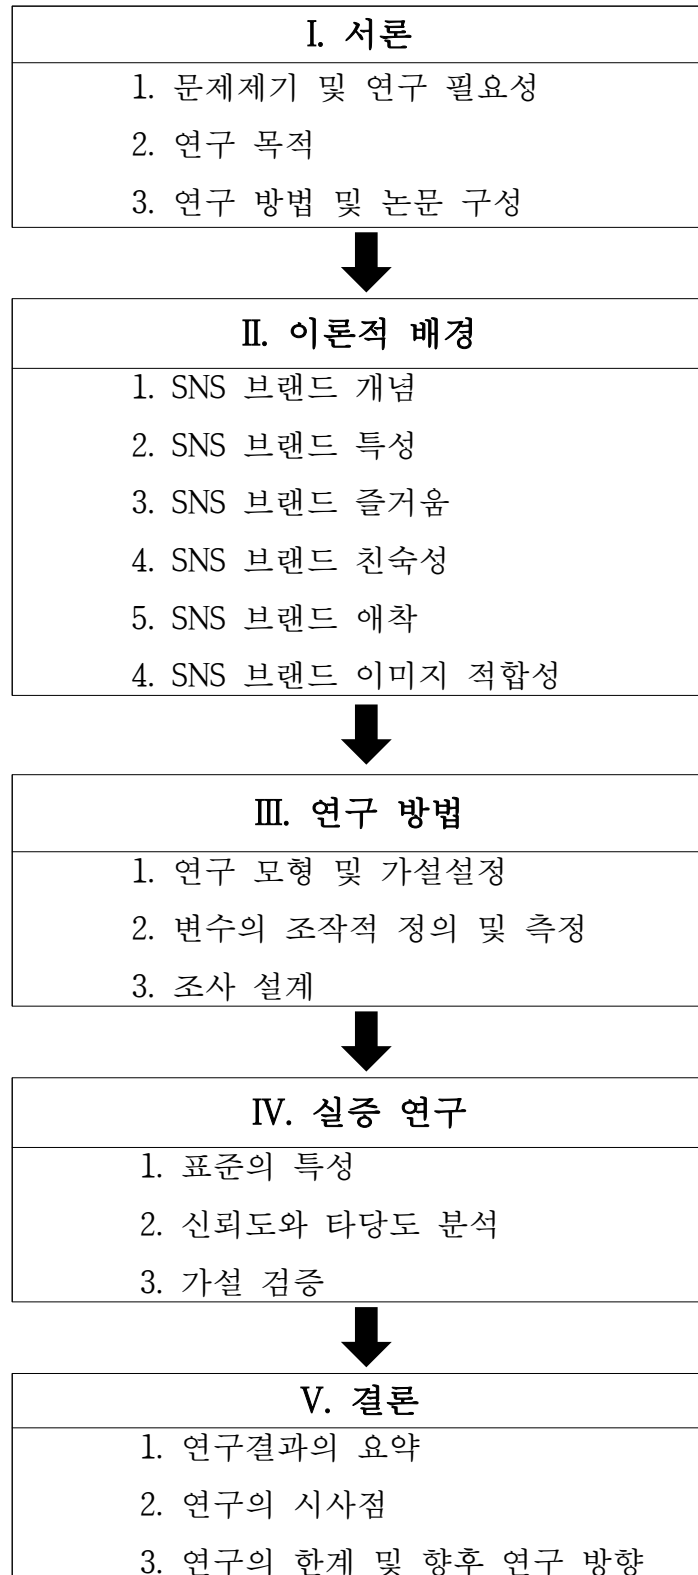 Ⅰ. 서론
1. 문제제기 및 연구 필요성
2. 연구 목적
3. 연구 방법 및 논문 구성
Ⅱ. 이론적 배경
1. SNS 브랜드 개념
2. SNS 브랜드 특성
3. SNS 브랜드 즐거움
4. SNS 브랜드 친숙성
5. SNS 브랜드 애착
4. SNS 브랜드 이미지 적합성
Ⅲ. 연구 방법
1. 연구 모형 및 가설설정
2. 변수의 조작적 정의 및 측정
3. 조사 설계
Ⅳ. 실증 연구
1. 표준의 특성
2. 신뢰도와 타당도 분석
3. 가설 검증
Ⅴ. 결론
1. 연구결과의 요약
2. 연구의 시사점
3. 연구의 한계 및 향후 연구 방향